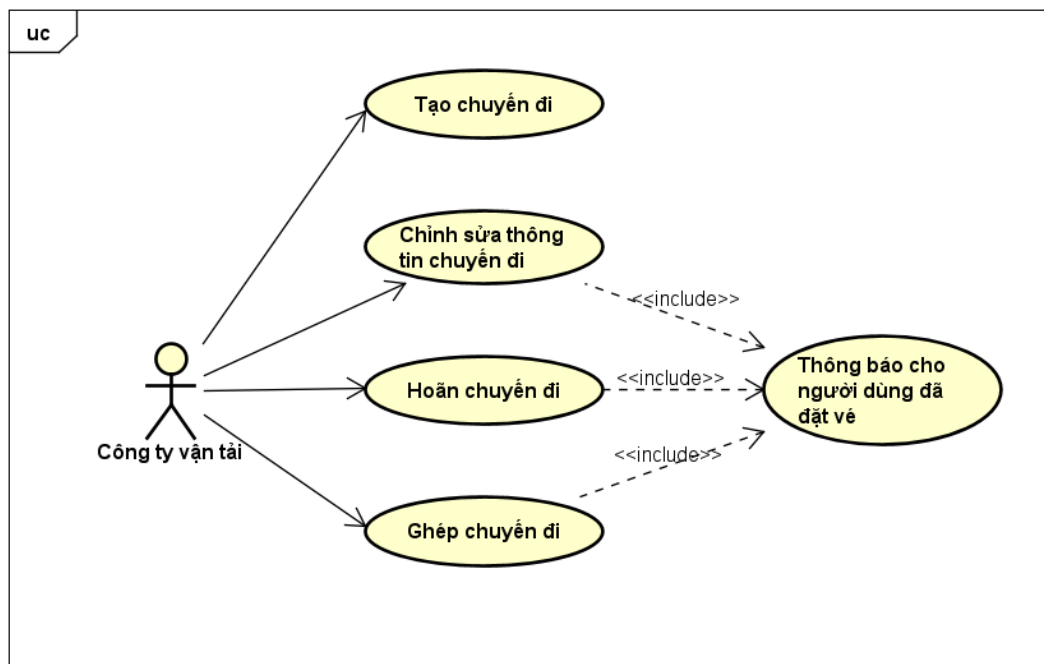 uc
Tạo chuyến đi
Chỉnh sửa thông
tin chuyến đi
<<include>>
Thông báo cho
người dùng đã
đặt vé
Hoãn chuyến đi
<<include>>
Công ty vận tải
<<include>>
Ghép chuyến đi